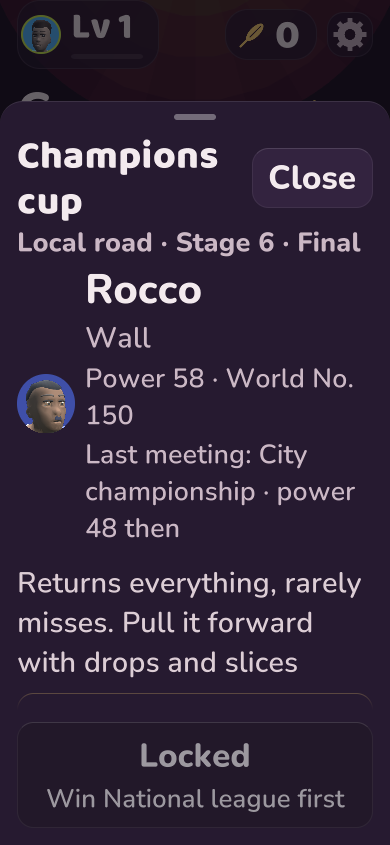 Lv 1
0
Champions
cup
Close
Local road · Stage 6 · Final
Rocco
Wall
Power 58 · World No.
150
Last meeting: City
championship · power
48 then
Returns everything, rarely
misses. Pull it forward
with drops and slices
Locked
Win National league first